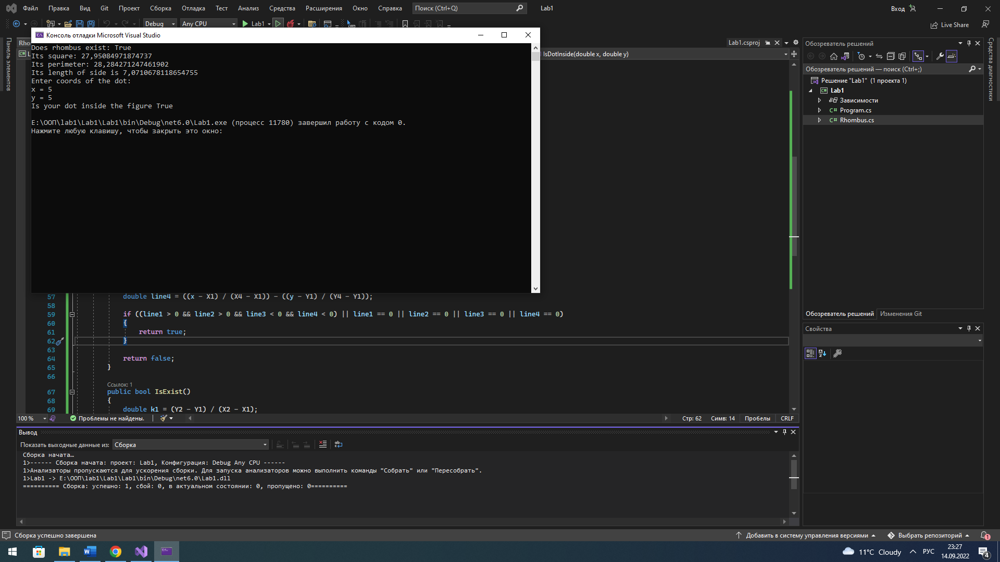 Файл Правка Вид Git Проект Сборка Отладка Тест Анализ Средства Расширения Окно Справка Поиск (Ctrl+Q) Lab1 Вход
Debug Any CPU Lab1 Live Share
Панель элементов
Rho
Консоль отладки Microsoft Visual Studio
Does rhombus exist: True
Its square: 27,95084971874737
Its perimeter: 28,284271247461902
Its length of side is 7,0710678118654755
Enter coords of the dot:
x = 5
y = 5
Is your dot inside the figure True
E:\ООП\lab1\Lab1\Lab1\bin\Debug\net6.0\Lab1.exe (процесс 11780) завершил работу с кодом 0.
Нажмите любую клавишу, чтобы закрыть это окно:
Lab1.csproj
IsDotInside(double x, double y)
57 double line4 = ((x - X1) / (X4 - X1)) - ((y - Y1) / (Y4 - Y1));
58
59 if ((line1 > 0 && line2 > 0 && line3 < 0 && line4 < 0) || line1 == 0 || line2 == 0 || line3 == 0 || line4 == 0)
60 {
61 return true;
62 }
63
64 return false;
65 }
66
Ссылок: 1
67 public bool IsExist()
68 {
69 double k1 = (Y2 - Y1) / (X2 - X1);
100 % Проблемы не найдены. Стр: 62 Симв: 14 Пробелы CRLF
Вывод
Показать выходные данные из: Сборка
Сборка начата…
1>------ Сборка начата: проект: Lab1, Конфигурация: Debug Any CPU ------
1>Анализаторы пропускаются для ускорения сборки. Для запуска анализаторов можно выполнить команды "Собрать" или "Пересобрать".
1>Lab1 -> E:\ООП\lab1\Lab1\Lab1\bin\Debug\net6.0\Lab1.dll
========== Сборка: успешно: 1, сбой: 0, в актуальном состоянии: 0, пропущено: 0==========
Обозреватель решений
Обозреватель решений — поиск (Ctrl+;)
Решение "Lab1" (1 проекта 1)
C# Lab1
Зависимости
C# Program.cs
C# Rhombus.cs
Обозреватель решений Изменения Git
Свойства
Средства диагностики
Сборка успешно завершена Добавить в систему управления версиями Выбрать репозиторий 1
11°C Cloudy РУС 23:27
14.09.2022 4